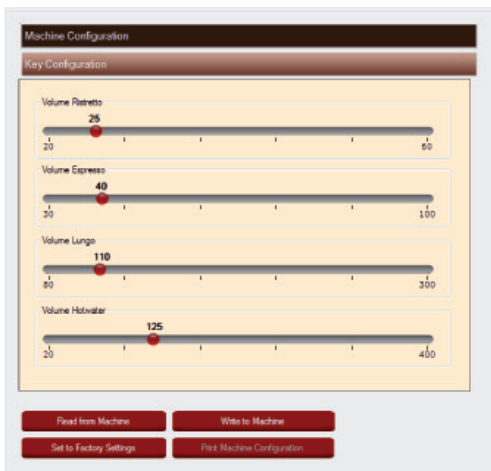 Machine Configuration
Key Configuration
Volume Ristretto
25
20 60
Volume Espresso
40
30 100
Volume Lungo
110
80 300
Volume Hotwater
125
20 400
Read from Machine Write to Machine
Set to Factory Settings Print Machine Configuration